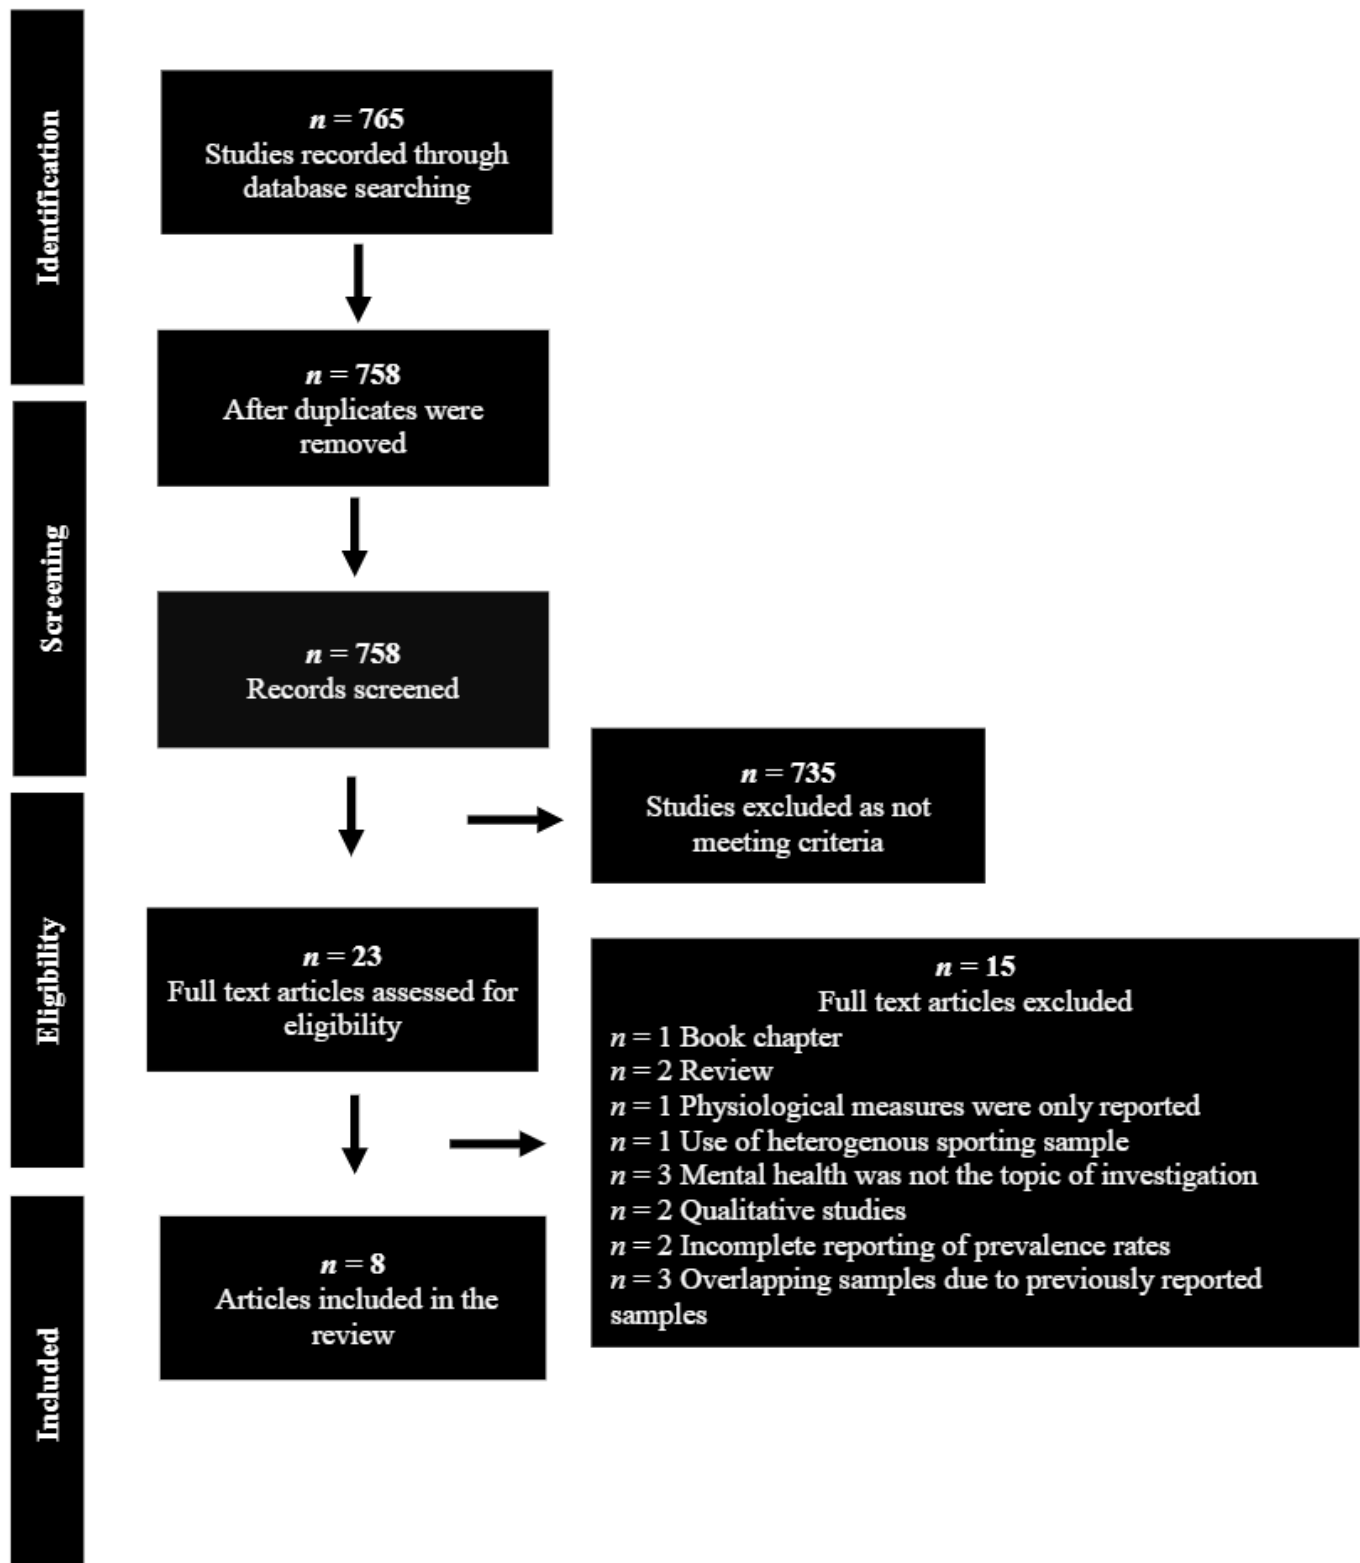 Identification
n = 765
Studies recorded through
database searching
n = 758
After duplicates were
removed
Screening
n = 758
Records screened
n = 735
Studies excluded as not
meeting criteria
Eligibility
n = 23
Full text articles assessed for
eligibility
n = 15
Full text articles excluded
n = 1 Book chapter
n = 2 Review
n = 1 Physiological measures were only reported
n = 1 Use of heterogenous sporting sample
n = 3 Mental health was not the topic of investigation
n = 2 Qualitative studies
n = 2 Incomplete reporting of prevalence rates
n = 3 Overlapping samples due to previously reported
samples
Included
n = 8
Articles included in the
review